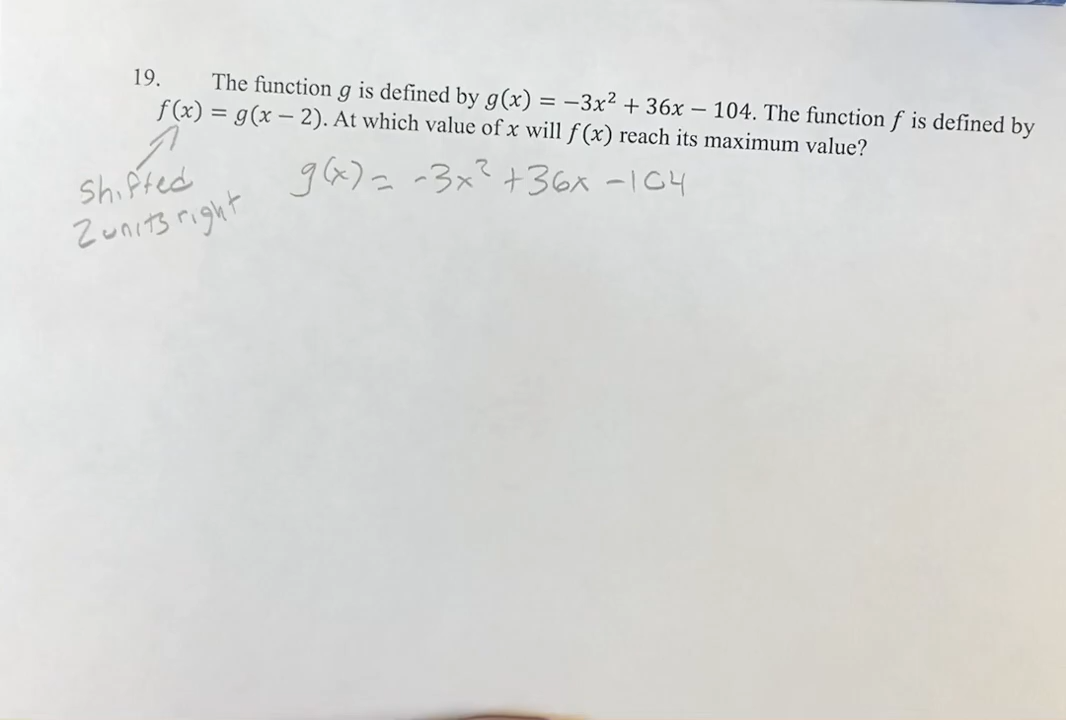 19. The function g is defined by g(x) = −3x² + 36x − 104. The function f is defined by
f(x) = g(x − 2). At which value of x will f(x) reach its maximum value?
g(x) = -3x² + 36x - 104
Shifted
2 units right